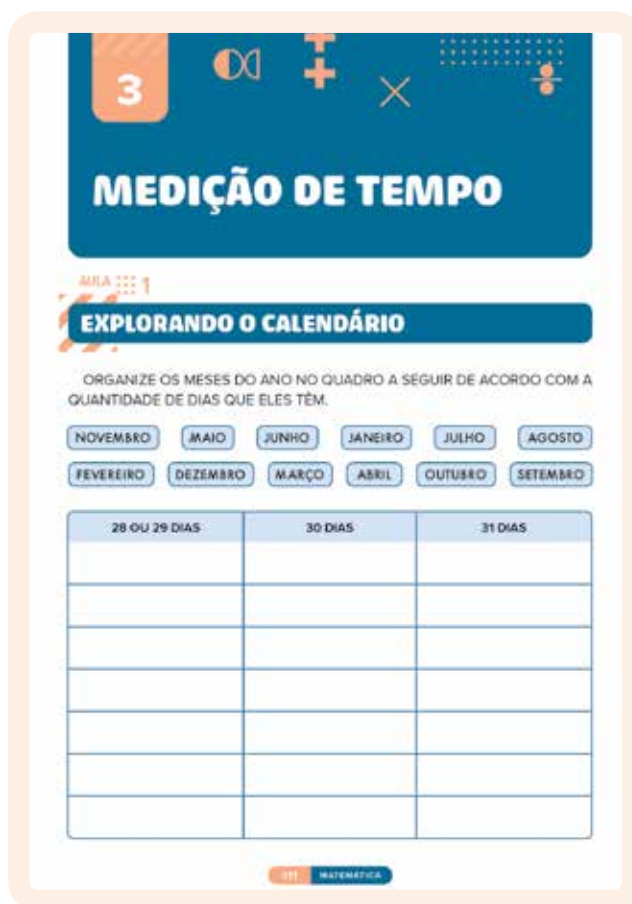 3
MEDIÇÃO DE TEMPO
AULA 1
EXPLORANDO O CALENDÁRIO
ORGANIZE OS MESES DO ANO NO QUADRO A SEGUIR DE ACORDO COM A
QUANTIDADE DE DIAS QUE ELES TÊM.
NOVEMBRO MAIO JUNHO JANEIRO JULHO AGOSTO
FEVEREIRO DEZEMBRO MARÇO ABRIL OUTUBRO SETEMBRO
28 OU 29 DIAS 30 DIAS 31 DIAS
MATEMÁTICA